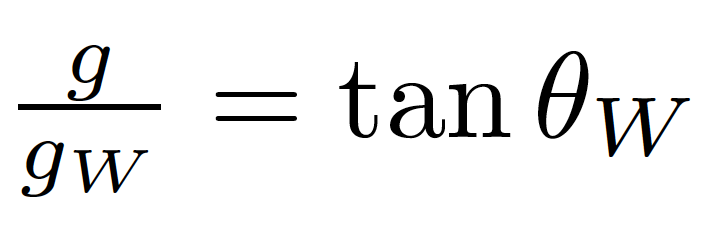 g/g_W = tan θ_W